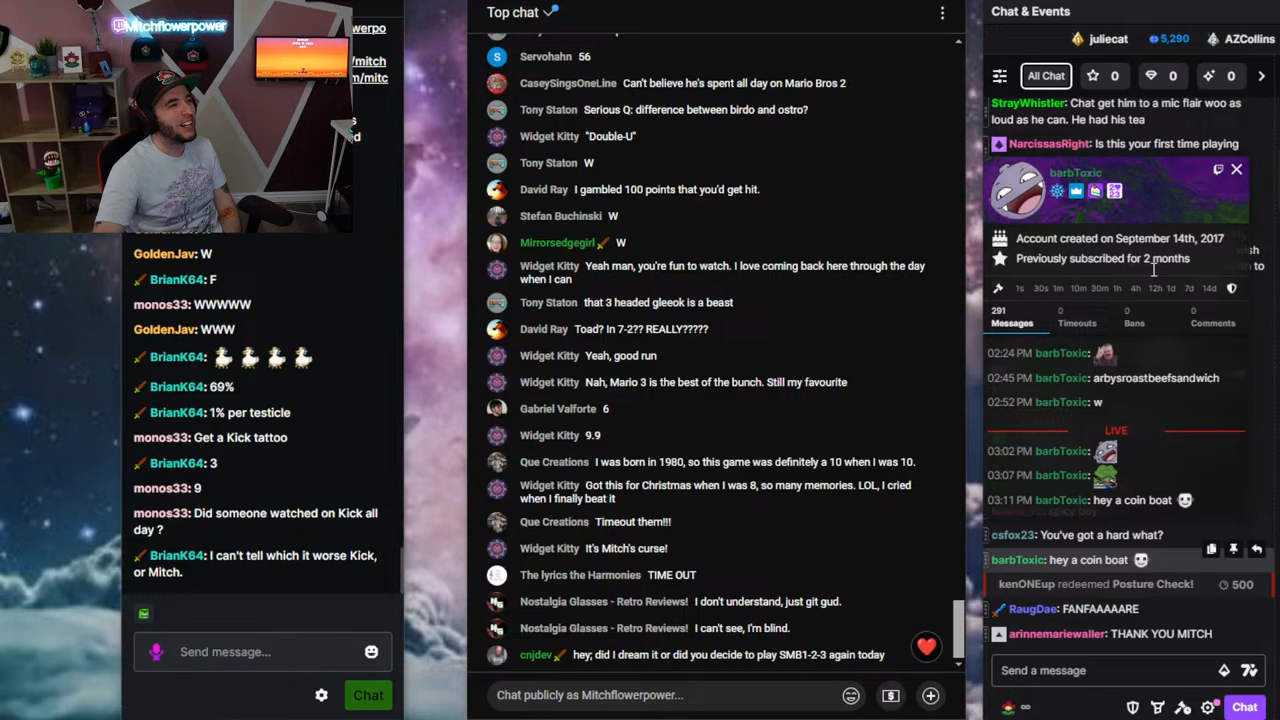 Mitchflowerpower
erpo
/mitch
m/mitc
GoldenJav: W
BrianK64: F
monos33: WWWWW
GoldenJav: WWW
BrianK64:
BrianK64: 69%
BrianK64: 1% per testicle
monos33: Get a Kick tattoo
BrianK64: 3
monos33: 9
monos33: Did someone watched on Kick all
day ?
BrianK64: I can't tell which it worse Kick,
or Mitch.
Send message...
Chat
Top chat
Servohahn 56
CaseySingsOneLine Can't believe he's spent all day on Mario Bros 2
Tony Staton Serious Q: difference between birdo and ostro?
Widget Kitty "Double-U"
Tony Staton W
David Ray I gambled 100 points that you'd get hit.
Stefan Buchinski W
Mirrorsedgegirl W
Widget Kitty Yeah man, you're fun to watch. I love coming back here through the day
when I can
Tony Staton that 3 headed gleeok is a beast
David Ray Toad? In 7-2?? REALLY?????
Widget Kitty Yeah, good run
Widget Kitty Nah, Mario 3 is the best of the bunch. Still my favourite
Gabriel Valforte 6
Widget Kitty 9.9
Que Creations I was born in 1980, so this game was definitely a 10 when I was 10.
Widget Kitty Got this for Christmas when I was 8, so many memories. LOL, I cried
when I finally beat it
Que Creations Timeout them!!!
Widget Kitty It's Mitch's curse!
The lyrics the Harmonies TIME OUT
Nostalgia Glasses - Retro Reviews! I don't understand, just git gud.
Nostalgia Glasses - Retro Reviews! I can't see, I'm blind.
cnjdev hey; did I dream it or did you decide to play SMB1-2-3 again today
Chat publicly as Mitchflowerpower...
Chat & Events
juliecat 5,290 AZCollins
All Chat 0 0 0
StrayWhistler: Chat get him to a mic flair woo as
loud as he can. He had his tea
NarcissasRight: Is this your first time playing
barbToxic
23
Account created on September 14th, 2017
wish
Previously subscribed for 2 months
an to
1s 30s 1m 10m 30m 1h 4h 12h 1d 7d 14d
291 0 0 0
Messages Timeouts Bans Comments
02:24 PM barbToxic:
02:45 PM barbToxic: arbysroastbeefsandwich
02:52 PM barbToxic: w
LIVE
03:02 PM barbToxic:
03:07 PM barbToxic:
03:11 PM barbToxic: hey a coin boat
spicy boy
csfox23: You've got a hard what?
barbToxic: hey a coin boat
kenONEup redeemed Posture Check! 500
RaugDae: FANFAAAAARE
arinnemariewaller: THANK YOU MITCH
Send a message
Chat